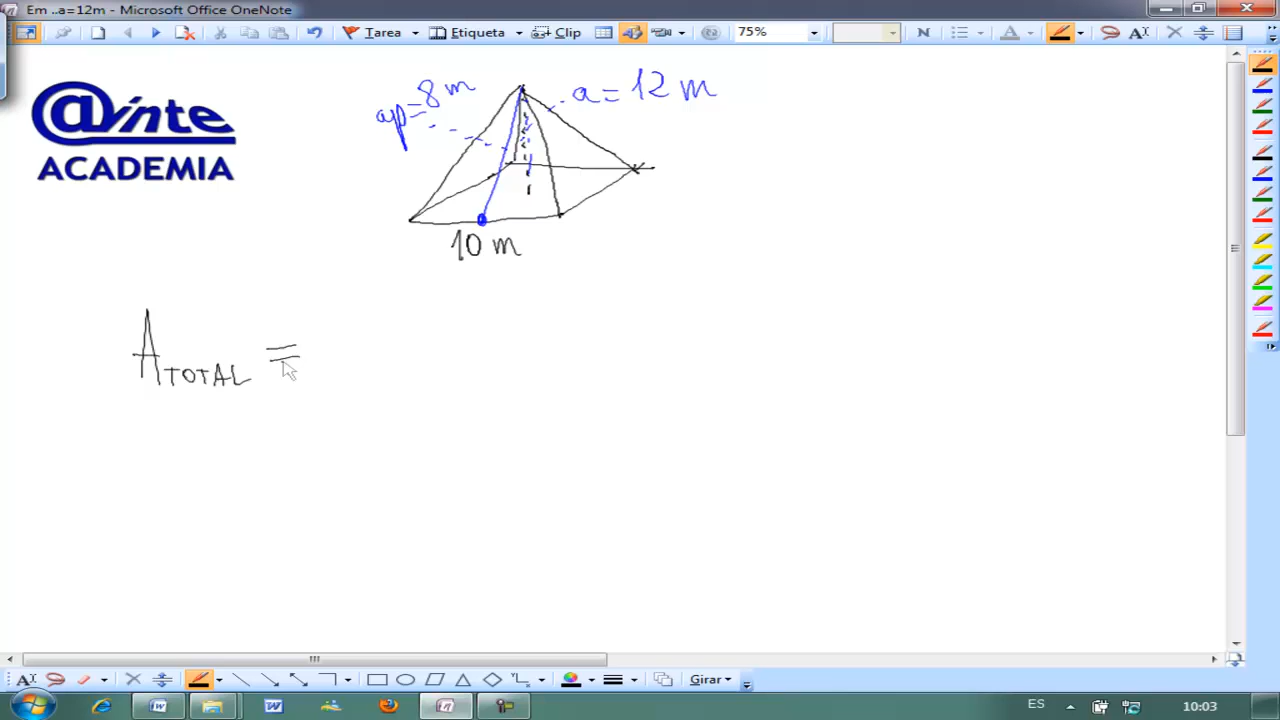 Em ..a=12m - Microsoft Office OneNote
Tarea
Etiqueta
Clip
75%
N
A
A
@inte
ACADEMIA
ap=8 m
a=12 m
10 m
A TOTAL =
A
Girar
ES
10:03